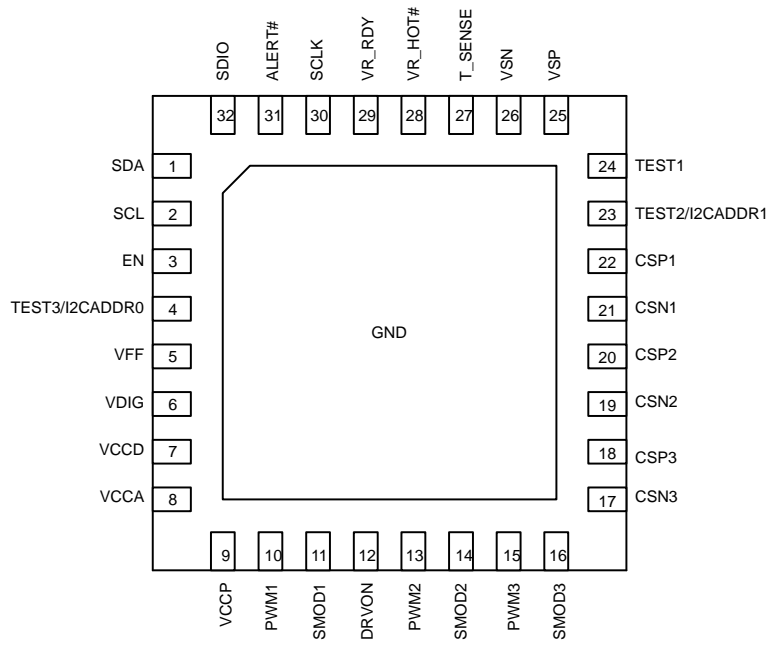 SDIO
ALERT#
SCLK
VR_RDY
VR_HOT#
T_SENSE
VSN
VSP
32 31 30 29 28 27 26 25
SDA 1
SCL 2
EN 3
TEST3/I2CADDR0 4
VFF 5
VDIG 6
VCCD 7
VCCA 8
GND
24 TEST1
23 TEST2/I2CADDR1
22 CSP1
21 CSN1
20 CSP2
19 CSN2
18 CSP3
17 CSN3
9 10 11 12 13 14 15 16
VCCP
PWM1
SMOD1
DRVON
PWM2
SMOD2
PWM3
SMOD3